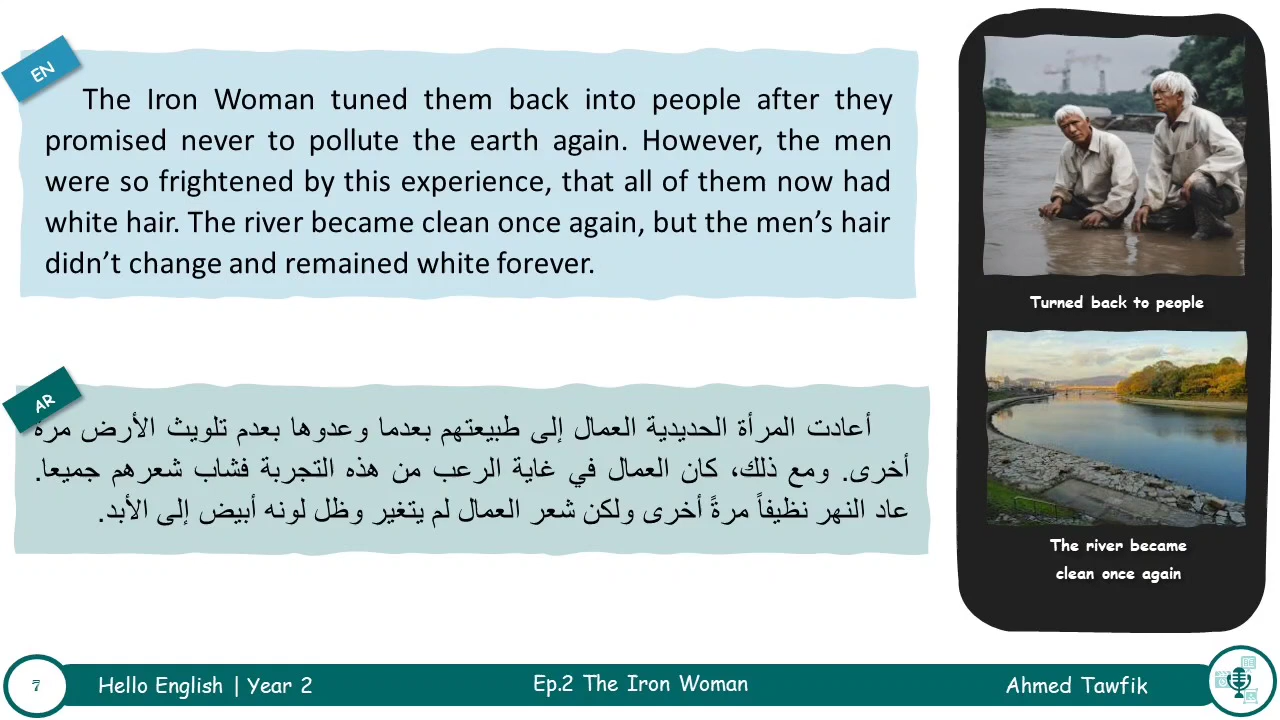 EN
The Iron Woman tuned them back into people after they
promised never to pollute the earth again. However, the men
were so frightened by this experience, that all of them now had
white hair. The river became clean once again, but the men’s hair
didn’t change and remained white forever.
AR
أعادت المرأة الحديدية العمال إلى طبيعتهم بعدما وعدوها بعدم تلويث الأرض مرة
أخرى. ومع ذلك، كان العمال في غاية الرعب من هذه التجربة فشاب شعرهم جميعا.
عاد النهر نظيفاً مرةً أخرى ولكن شعر العمال لم يتغير وظل لونه أبيض إلى الأبد.
Turned back to people
The river became
clean once again
7
Hello English | Year 2
Ep.2 The Iron Woman
Ahmed Tawfik